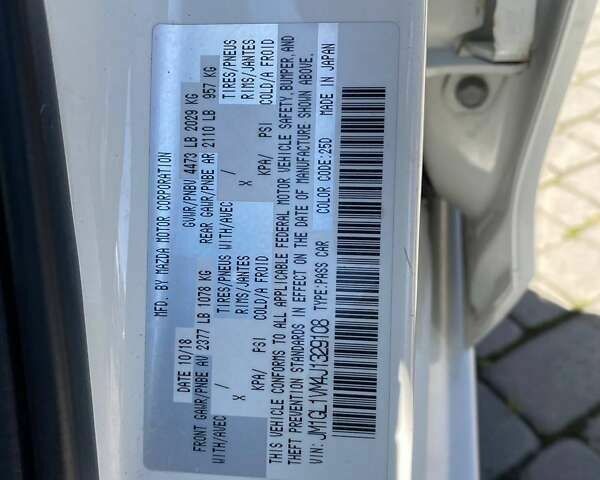 MFD. BY MAZDA MOTOR CORPORATION
DATE 10/18 GVWR/PNBV 4473 LB 2029 KG
FRONT GAWR/PNBE AV 2377 LB 1078 KG REAR GAWR/PNBE AR 2110 LB 957 KG
WITH/AVEC TIRES/PNEUS WITH/AVEC TIRES/PNEUS
X / RIMS/JANTES X / RIMS/JANTES
KPA/ PSI COLD/A FROID KPA/ PSI COLD/A FROID
THIS VEHICLE CONFORMS TO ALL APPLICABLE FEDERAL MOTOR VEHICLE SAFETY, BUMPER, AND
THEFT PREVENTION STANDARDS IN EFFECT ON THE DATE OF MANUFACTURE SHOWN ABOVE.
VIN: JM1GL1VM4J1329108 TYPE:PASS CAR COLOR CODE:25D MADE IN JAPAN